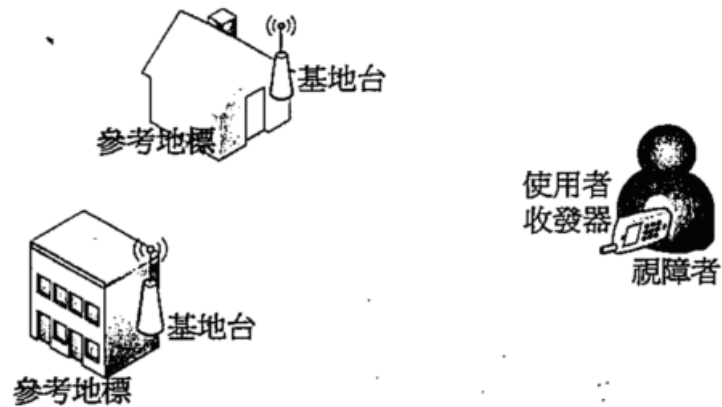 基地台
參考地標
使用者
收發器
視障者
基地台
參考地標